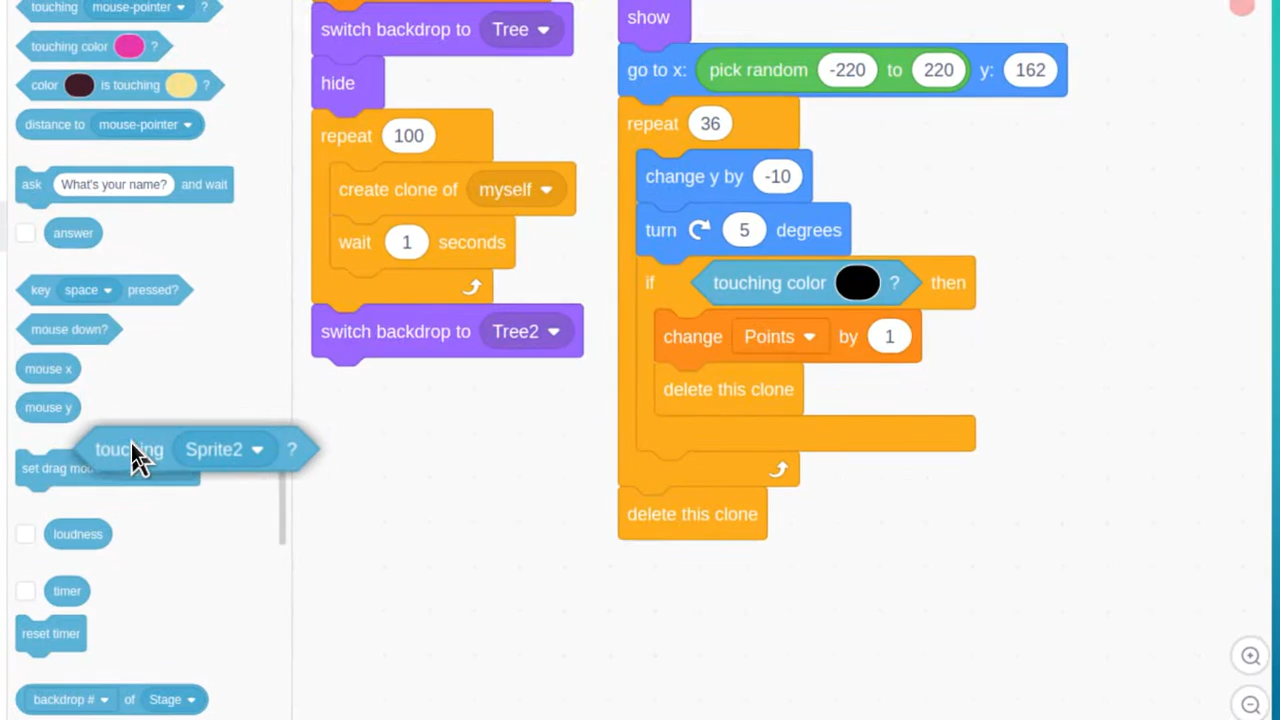 touching mouse-pointer ?
touching color ?
color is touching ?
distance to mouse-pointer
ask What's your name? and wait
answer
key space pressed?
mouse down?
mouse x
mouse y
touching Sprite2 ?
set drag mo
loudness
timer
reset timer
backdrop # of Stage
switch backdrop to Tree
hide
repeat 100
create clone of myself
wait 1 seconds
switch backdrop to Tree2
show
go to x: pick random -220 to 220 y: 162
repeat 36
change y by -10
turn 5 degrees
if touching color ? then
change Points by 1
delete this clone
delete this clone